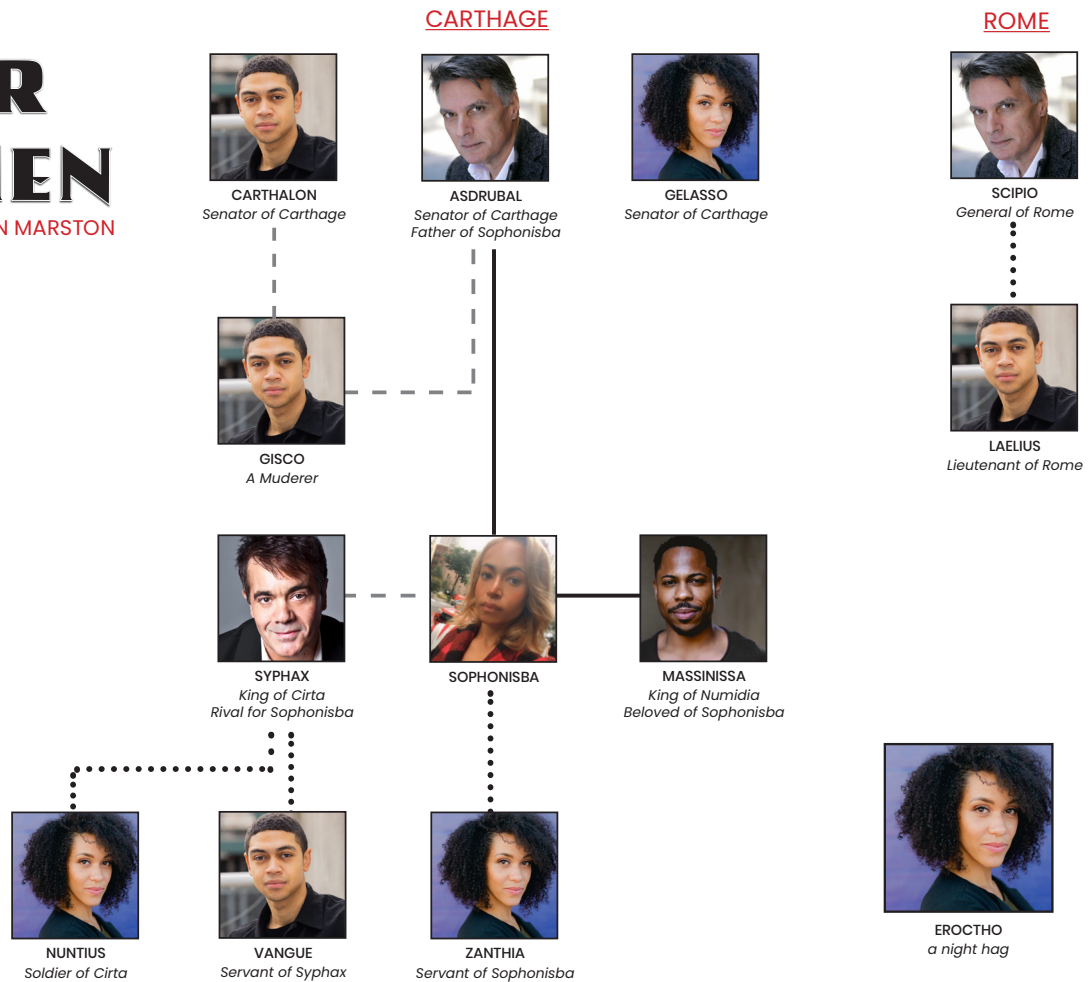 CARTHAGE
ROME
R
MEN
N MARSTON
CARTHALON
Senator of Carthage
ASDRUBAL
Senator of Carthage
Father of Sophonisba
GELASSO
Senator of Carthage
SCIPIO
General of Rome
GISCO
A Muderer
LAELIUS
Lieutenant of Rome
SYPHAX
King of Cirta
Rival for Sophonisba
SOPHONISBA
MASSINISSA
King of Numidia
Beloved of Sophonisba
NUNTIUS
Soldier of Cirta
VANGUE
Servant of Syphax
ZANTHIA
Servant of Sophonisba
EROCTHO
a night hag